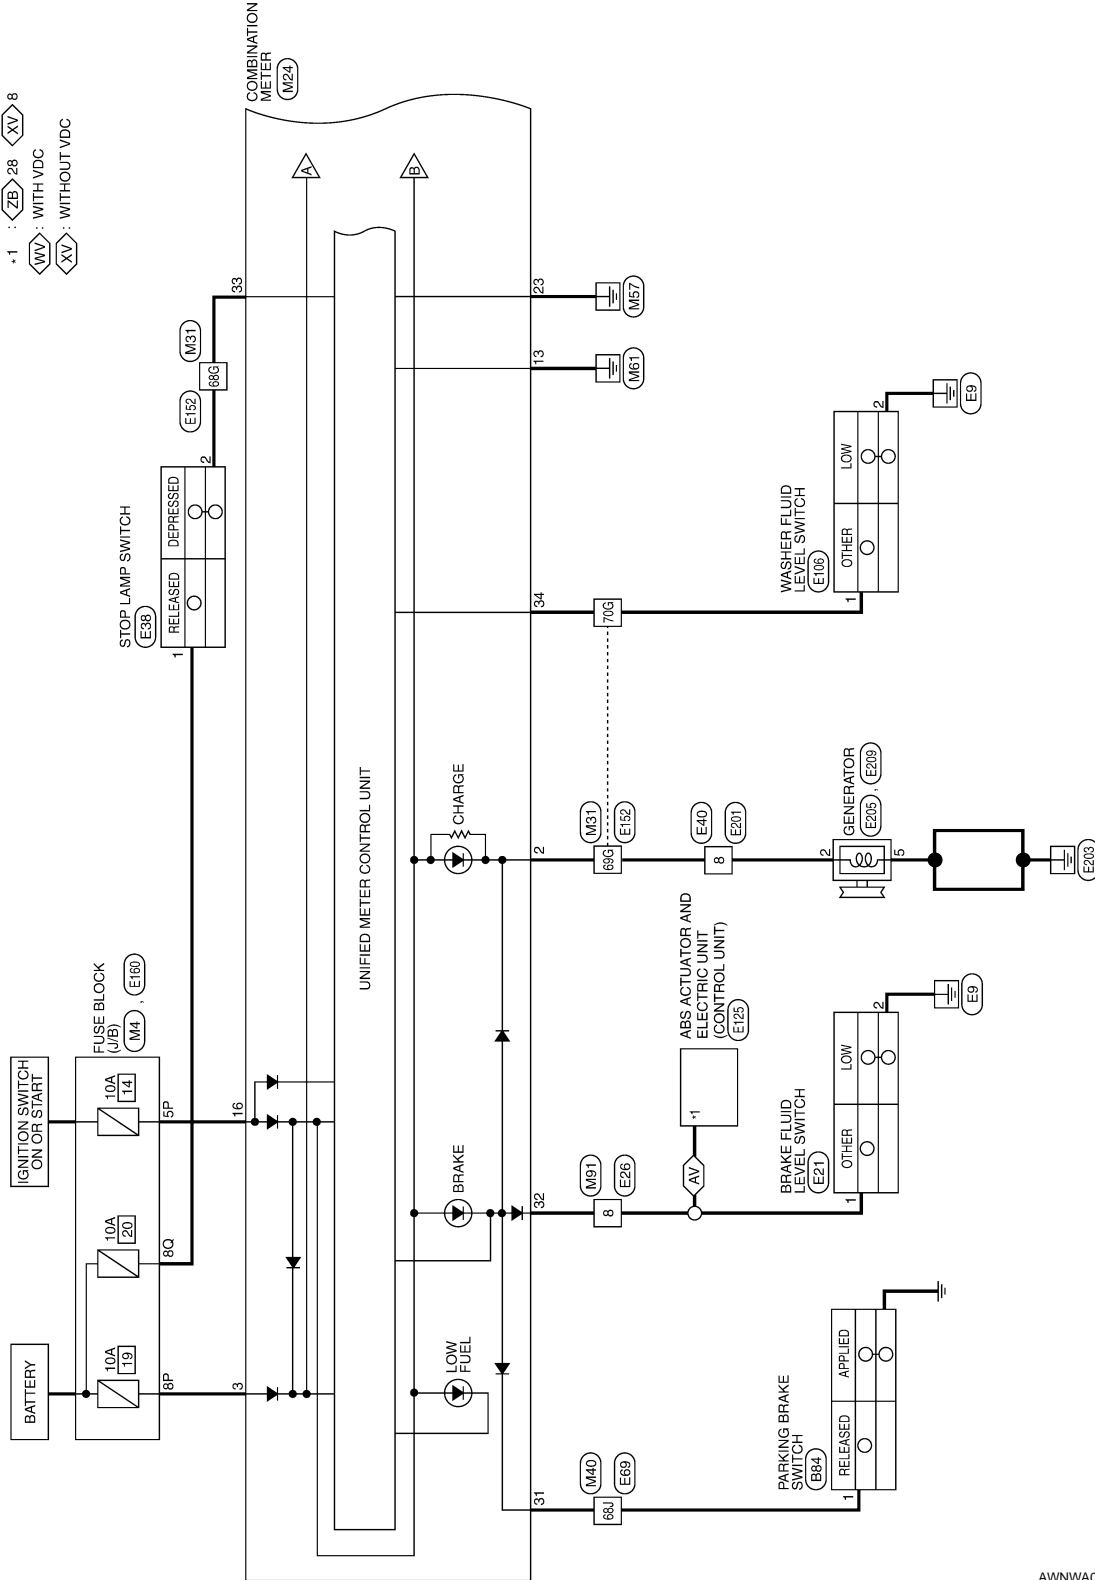 *1 : ZB 28 XV 8
WV : WITH VDC
XV : WITHOUT VDC
IGNITION SWITCH
ON OR START
BATTERY
FUSE BLOCK
(J/B)
M4 , E160
10A
19
10A
20
10A
14
8P
8Q
5P
STOP LAMP SWITCH
E38
RELEASED
DEPRESSED
1
2
E152
68G
M31
3
16
33
COMBINATION
METER
M24
A
B
UNIFIED METER CONTROL UNIT
LOW
FUEL
BRAKE
CHARGE
31
32
2
34
13
23
M40
68J
E69
M91
8
E26
M31
69G
E152
70G
M61
M57
E40
8
E201
AV
*1
ABS ACTUATOR AND
ELECTRIC UNIT
(CONTROL UNIT)
E125
PARKING BRAKE
SWITCH
B84
RELEASED
APPLIED
1
BRAKE FLUID
LEVEL SWITCH
E21
OTHER
LOW
1
2
E9
GENERATOR
E205 , E209
2
5
E203
WASHER FLUID
LEVEL SWITCH
E106
OTHER
LOW
1
2
E9